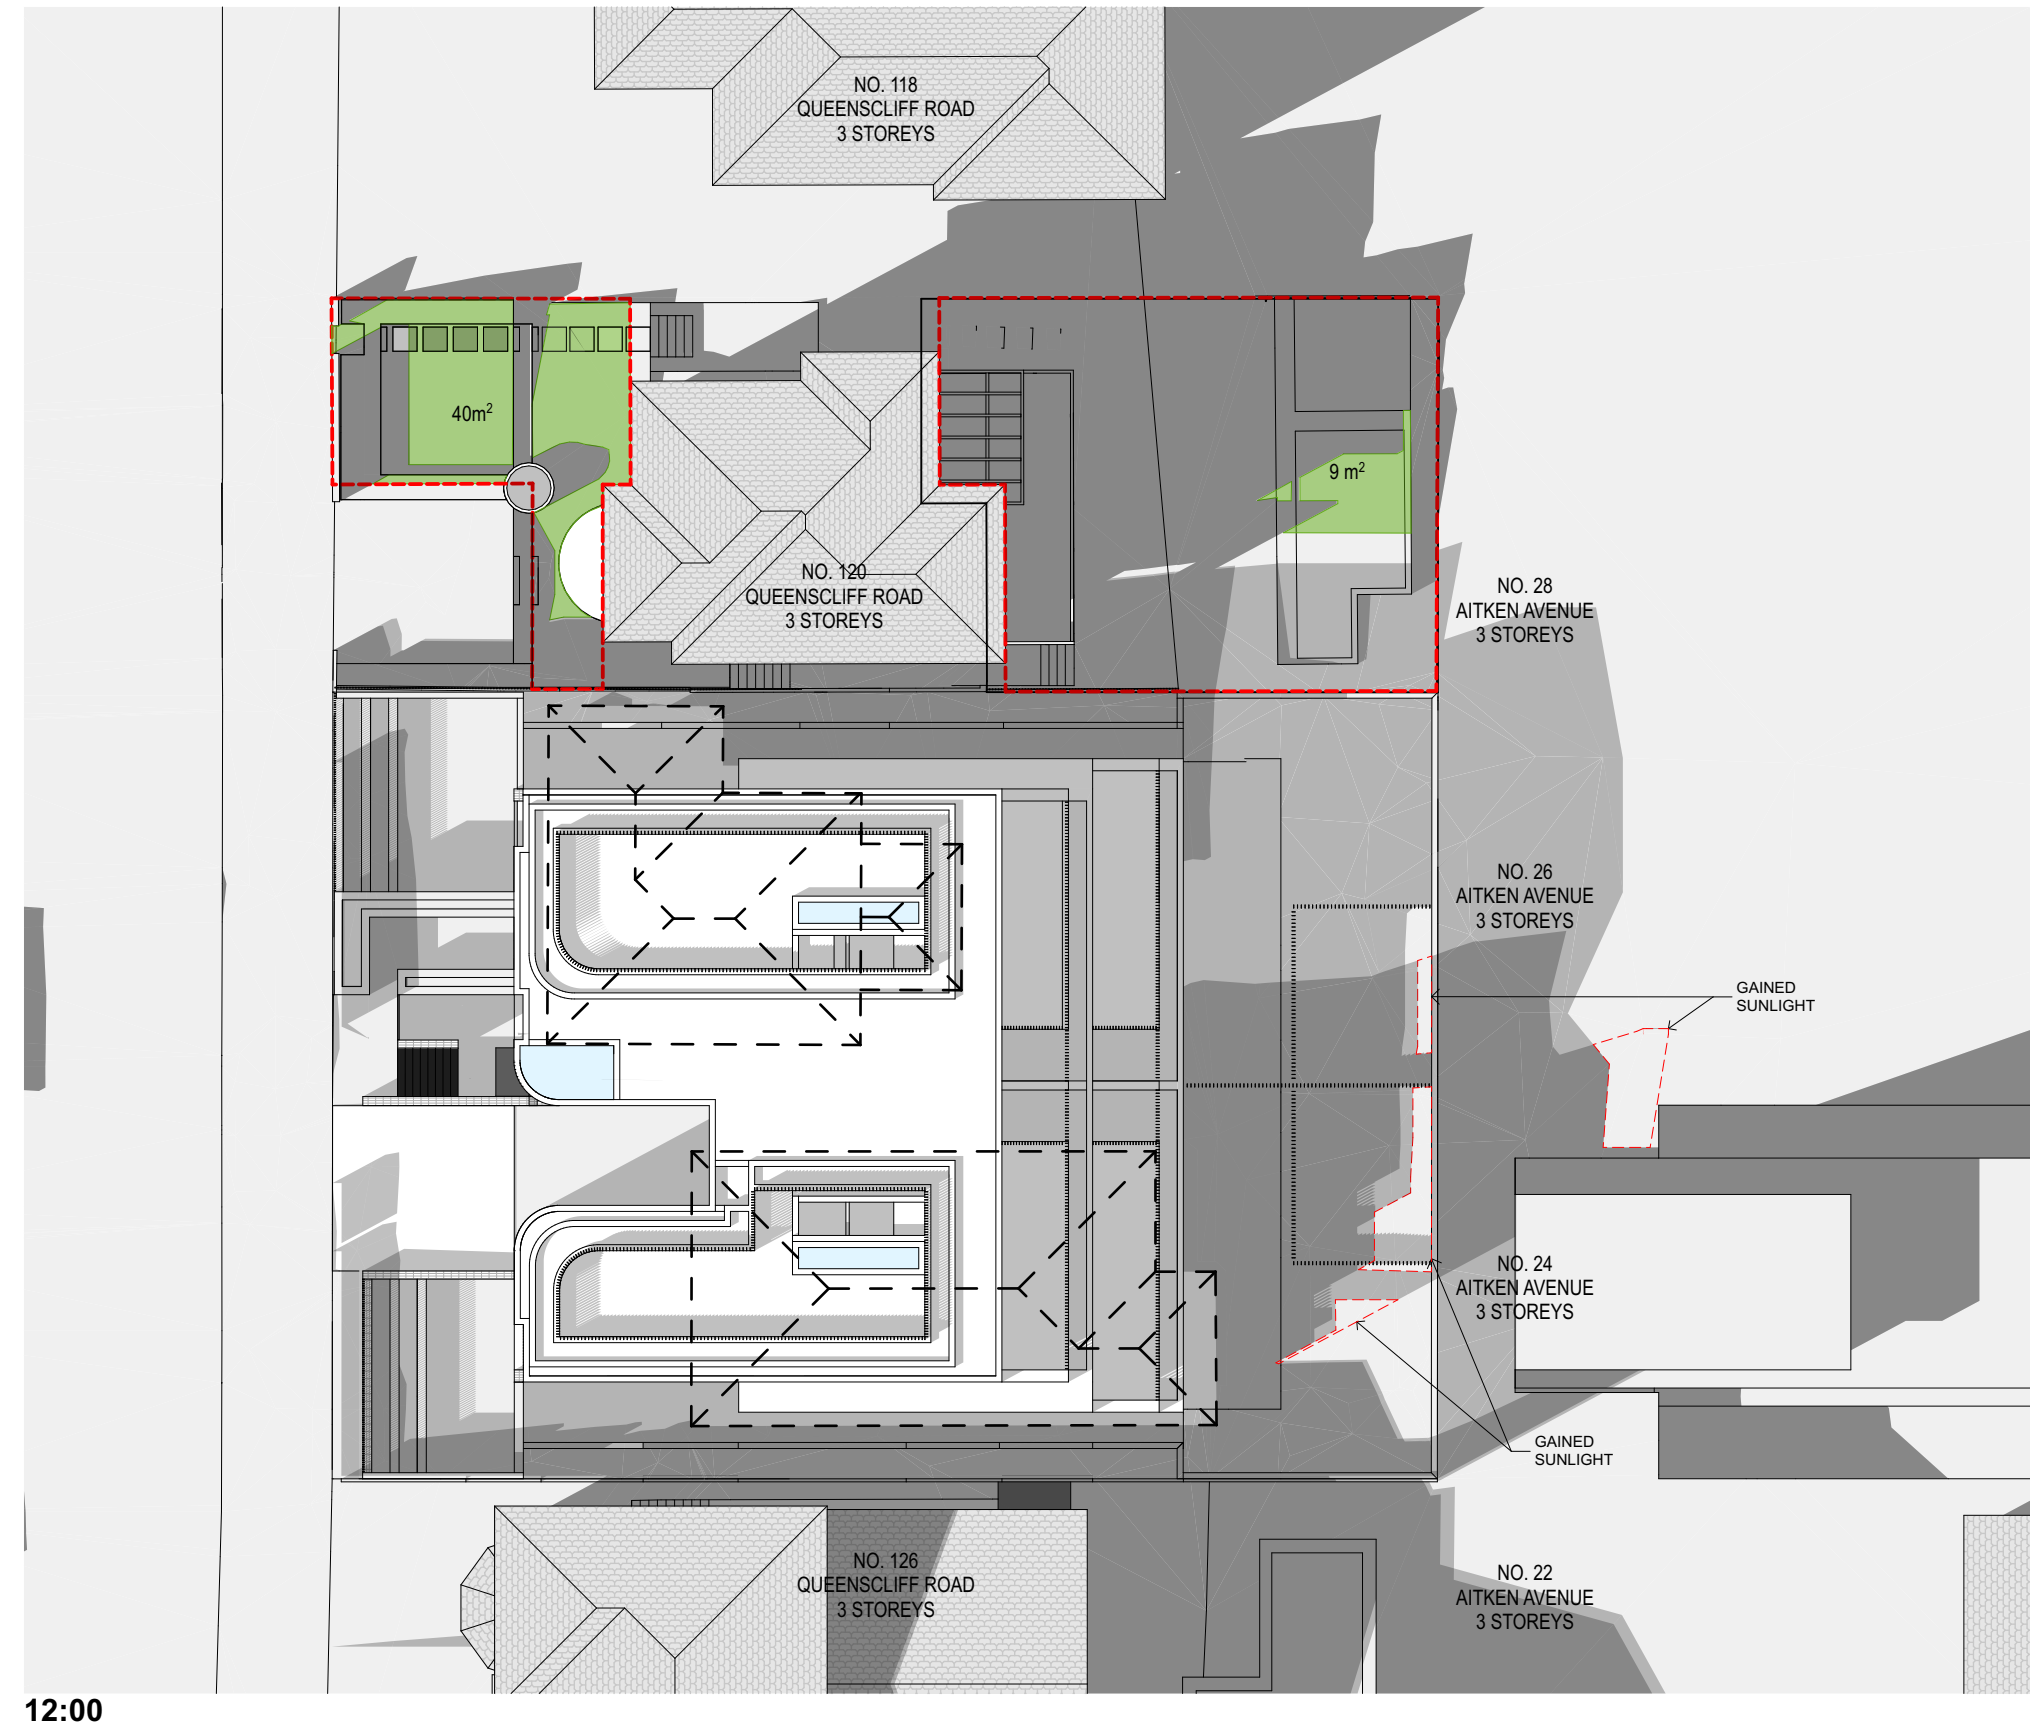 NO. 118
QUEENSCLIFF ROAD
3 STOREYS
40m²
9 m²
NO. 120
QUEENSCLIFF ROAD
3 STOREYS
NO. 28
AITKEN AVENUE
3 STOREYS
NO. 26
AITKEN AVENUE
3 STOREYS
GAINED
SUNLIGHT
NO. 24
AITKEN AVENUE
3 STOREYS
GAINED
SUNLIGHT
NO. 126
QUEENSCLIFF ROAD
3 STOREYS
NO. 22
AITKEN AVENUE
3 STOREYS
12:00